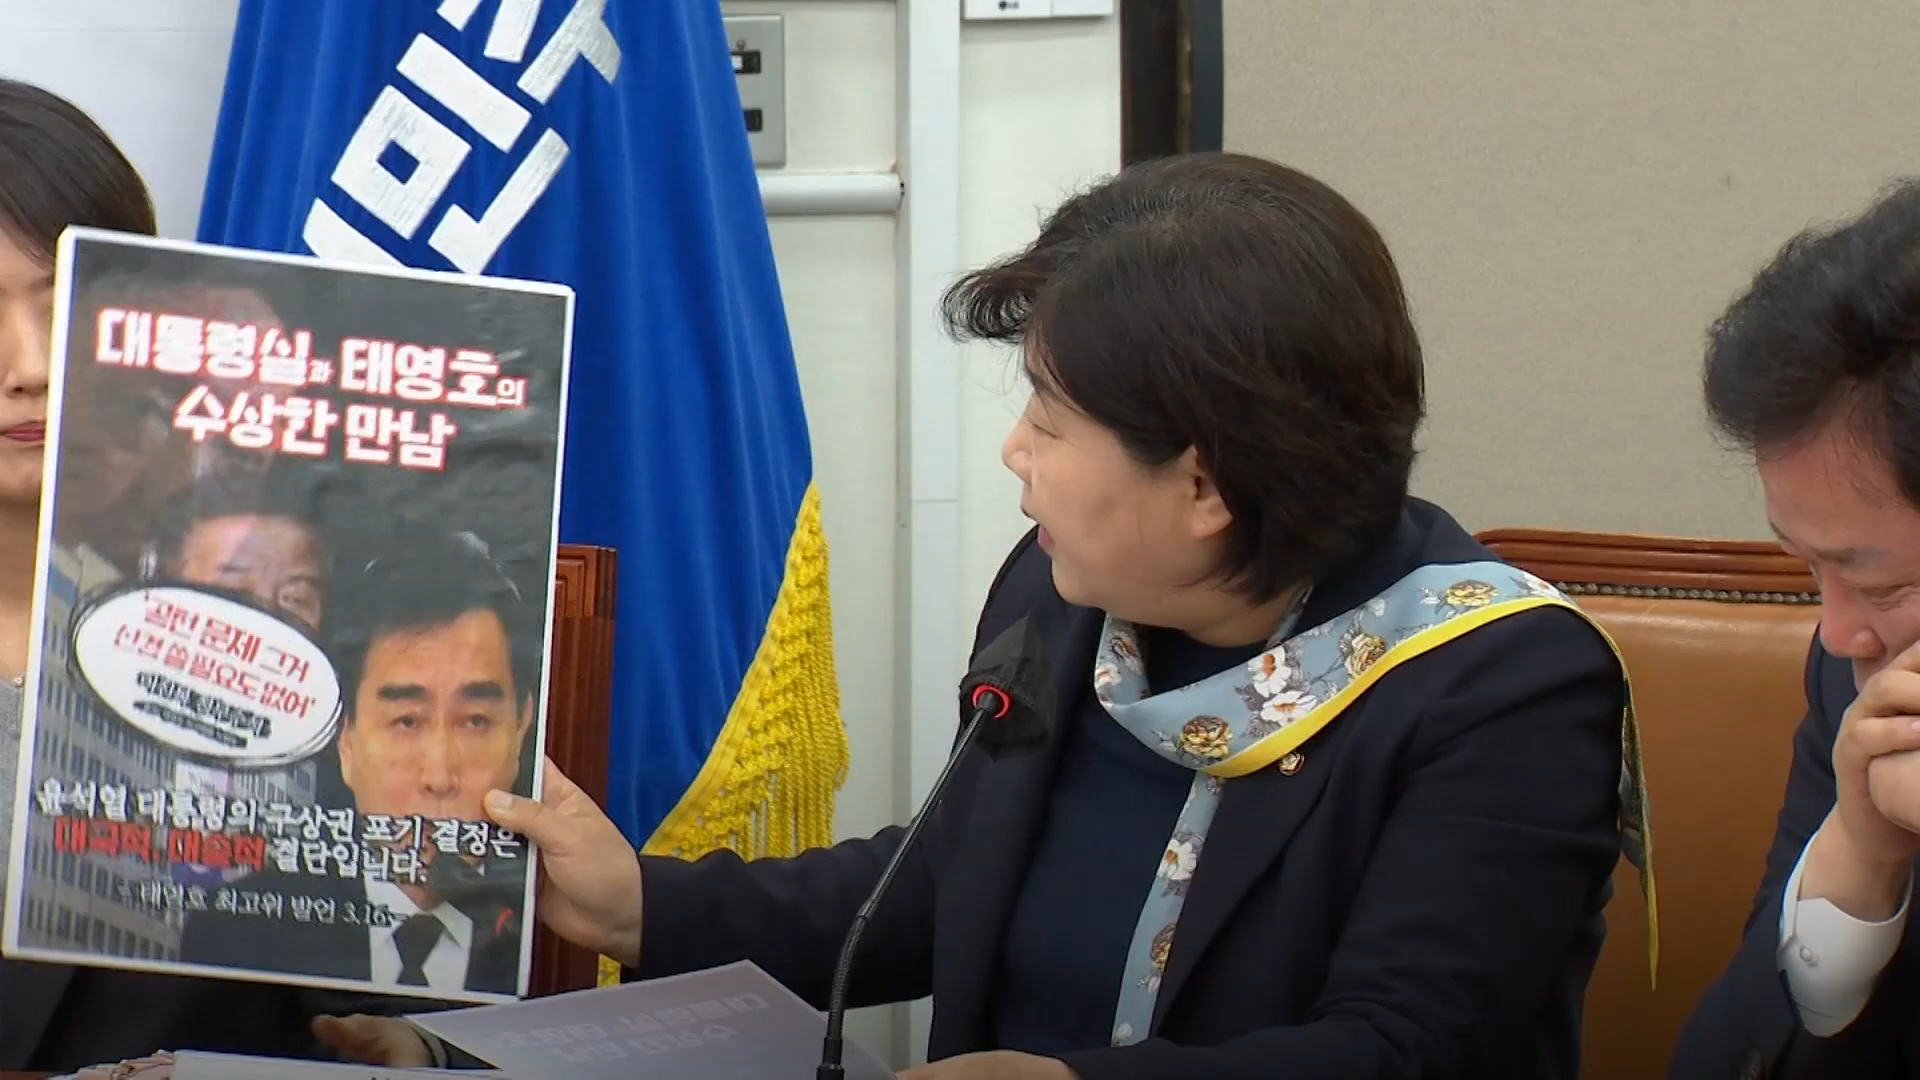 민주
대통령실과 태영호의
수상한 만남
'공천 문제 그거
신경 쓸필요도없어'
윤석열 대통령의 구상권 포기 결정은
대국적, 대승적 결단입니다.
태영호 최고위 발언 3.16